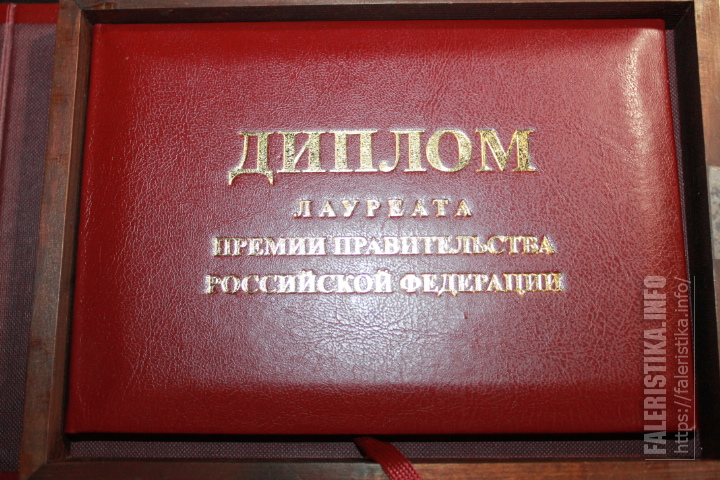 ДИПЛОМ
ЛАУРЕАТА
ПРЕМИИ ПРАВИТЕЛЬСТВА
РОССИЙСКОЙ ФЕДЕРАЦИИ
FALERISTIKA.INFO
https://faleristika.info/